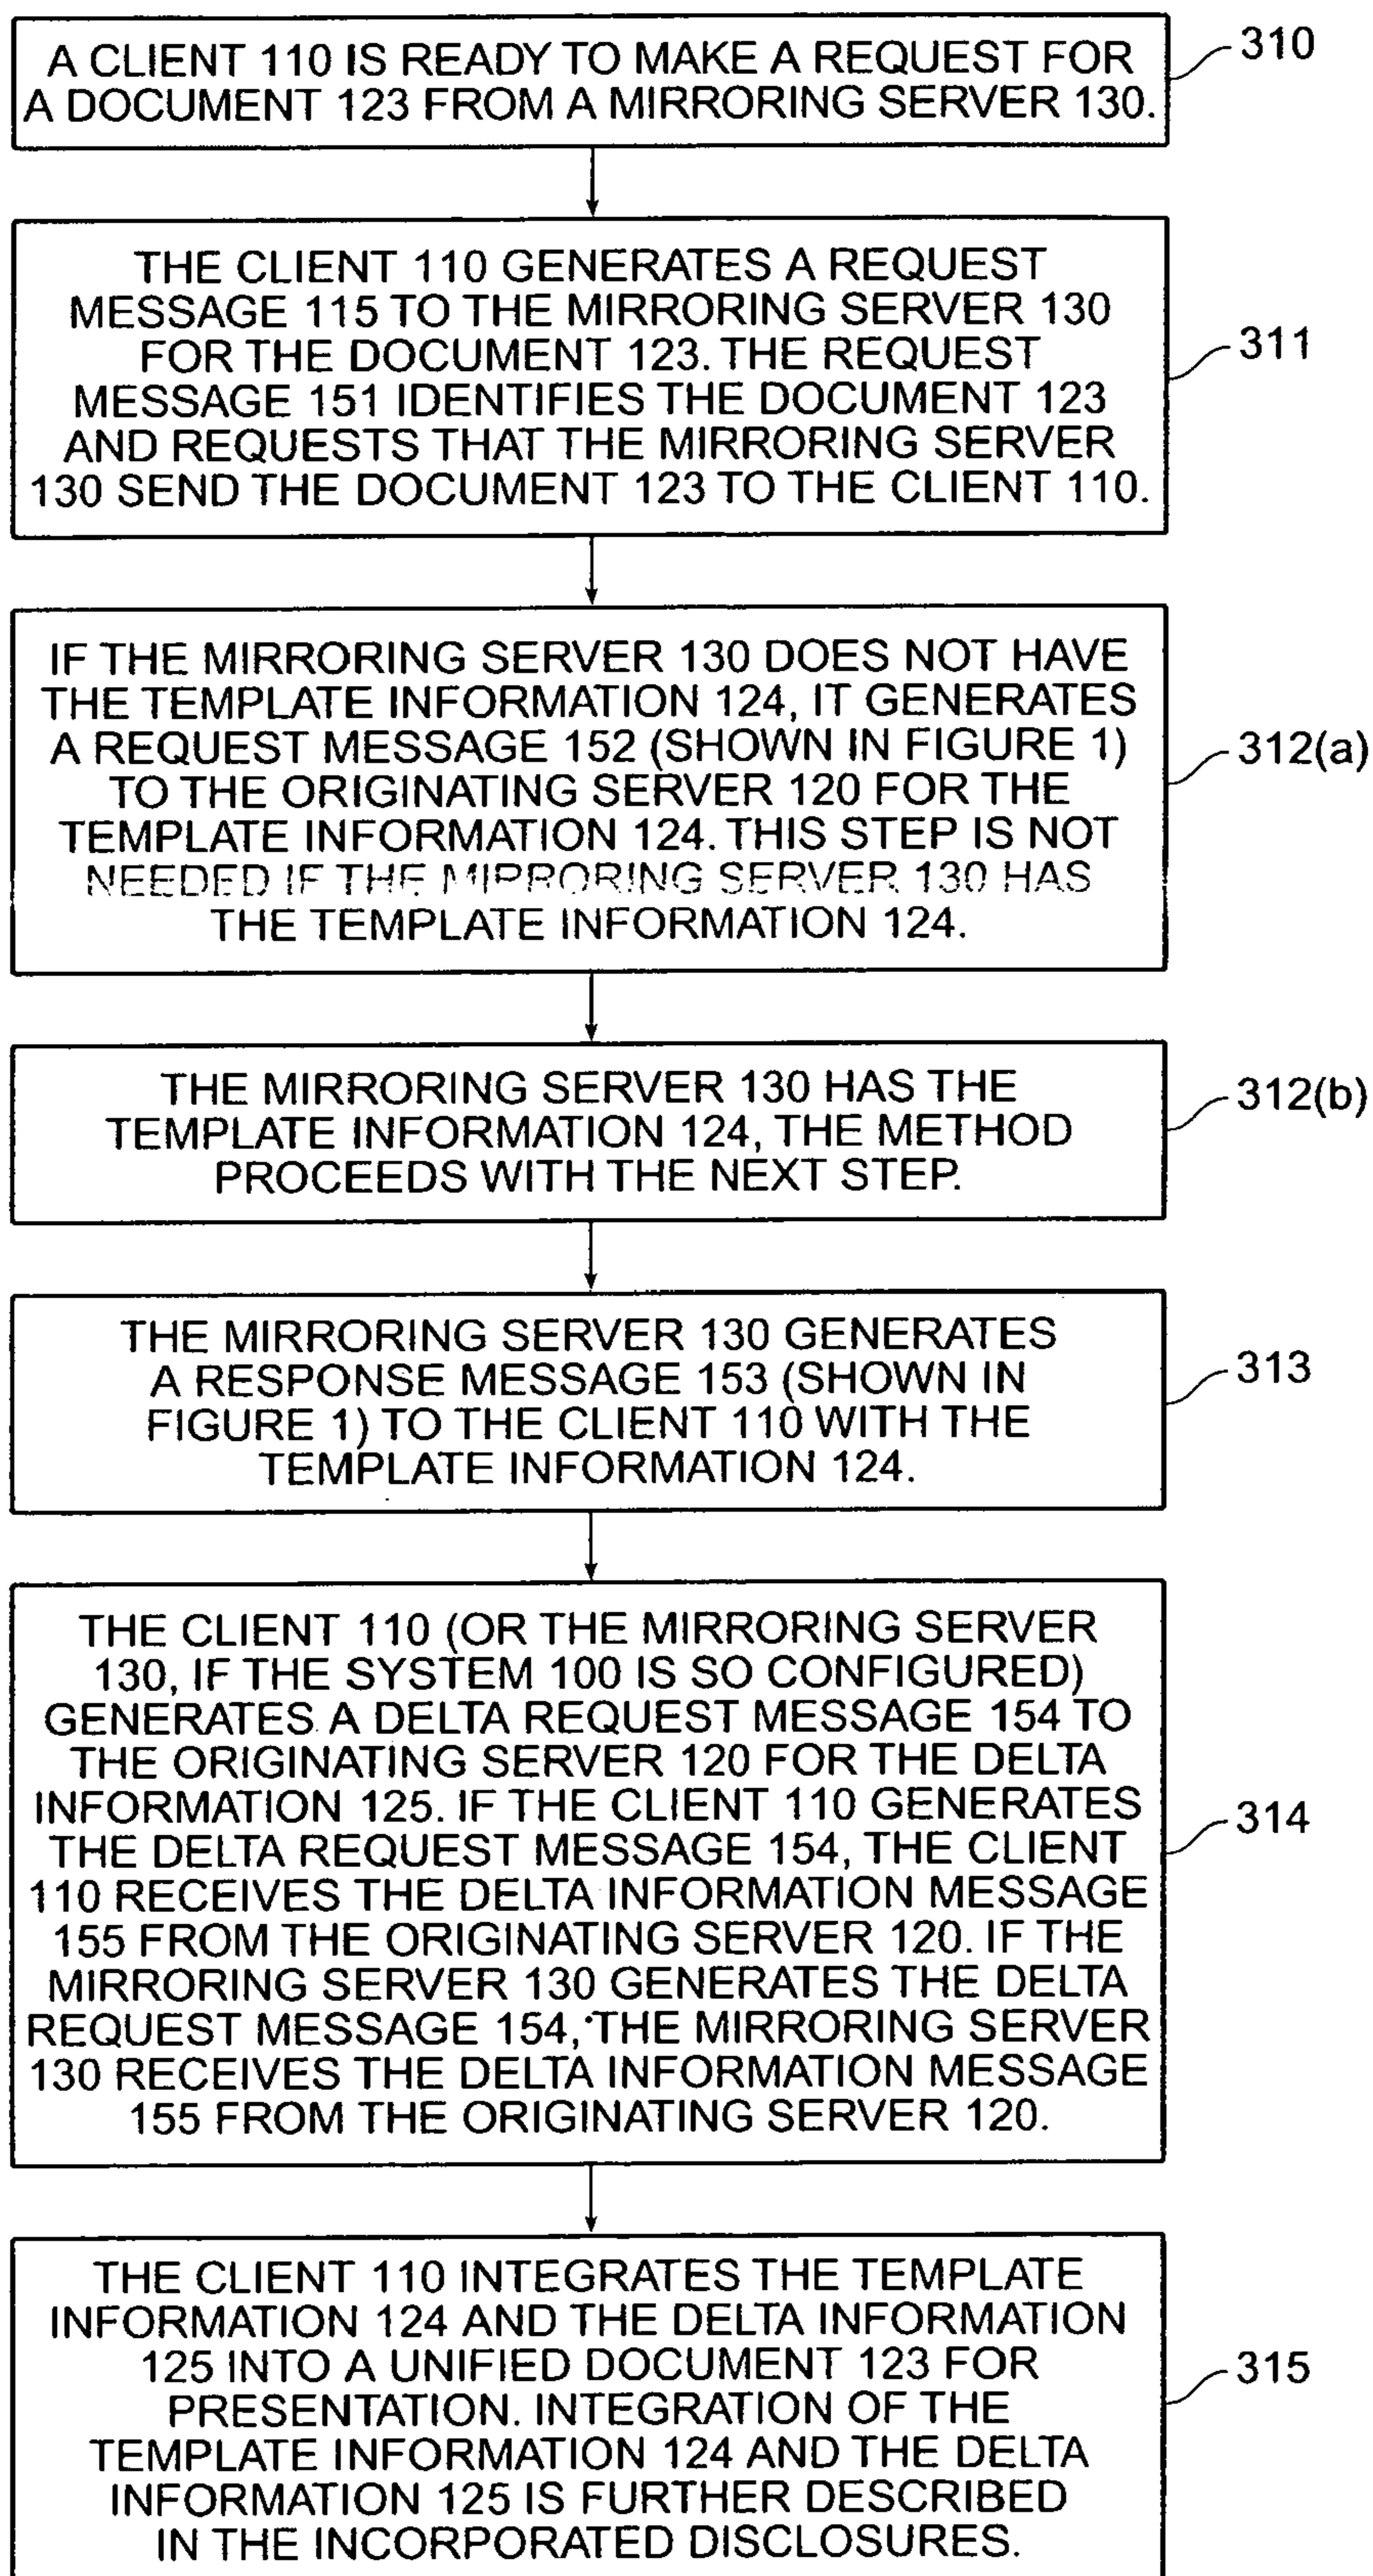 A CLIENT 110 IS READY TO MAKE A REQUEST FOR
A DOCUMENT 123 FROM A MIRRORING SERVER 130.
310
THE CLIENT 110 GENERATES A REQUEST
MESSAGE 115 TO THE MIRRORING SERVER 130
FOR THE DOCUMENT 123. THE REQUEST
MESSAGE 151 IDENTIFIES THE DOCUMENT 123
AND REQUESTS THAT THE MIRRORING SERVER
130 SEND THE DOCUMENT 123 TO THE CLIENT 110.
311
IF THE MIRRORING SERVER 130 DOES NOT HAVE
THE TEMPLATE INFORMATION 124, IT GENERATES
A REQUEST MESSAGE 152 (SHOWN IN FIGURE 1)
TO THE ORIGINATING SERVER 120 FOR THE
TEMPLATE INFORMATION 124. THIS STEP IS NOT
NEEDED IF THE MIRRORING SERVER 130 HAS
THE TEMPLATE INFORMATION 124.
312(a)
THE MIRRORING SERVER 130 HAS THE
TEMPLATE INFORMATION 124, THE METHOD
PROCEEDS WITH THE NEXT STEP.
312(b)
THE MIRRORING SERVER 130 GENERATES
A RESPONSE MESSAGE 153 (SHOWN IN
FIGURE 1) TO THE CLIENT 110 WITH THE
TEMPLATE INFORMATION 124.
313
THE CLIENT 110 (OR THE MIRRORING SERVER
130, IF THE SYSTEM 100 IS SO CONFIGURED)
GENERATES A DELTA REQUEST MESSAGE 154 TO
THE ORIGINATING SERVER 120 FOR THE DELTA
INFORMATION 125. IF THE CLIENT 110 GENERATES
THE DELTA REQUEST MESSAGE 154, THE CLIENT
110 RECEIVES THE DELTA INFORMATION MESSAGE
155 FROM THE ORIGINATING SERVER 120. IF THE
MIRRORING SERVER 130 GENERATES THE DELTA
REQUEST MESSAGE 154, THE MIRRORING SERVER
130 RECEIVES THE DELTA INFORMATION MESSAGE
155 FROM THE ORIGINATING SERVER 120.
314
THE CLIENT 110 INTEGRATES THE TEMPLATE
INFORMATION 124 AND THE DELTA INFORMATION
125 INTO A UNIFIED DOCUMENT 123 FOR
PRESENTATION. INTEGRATION OF THE
TEMPLATE INFORMATION 124 AND THE DELTA
INFORMATION 125 IS FURTHER DESCRIBED
IN THE INCORPORATED DISCLOSURES.
315